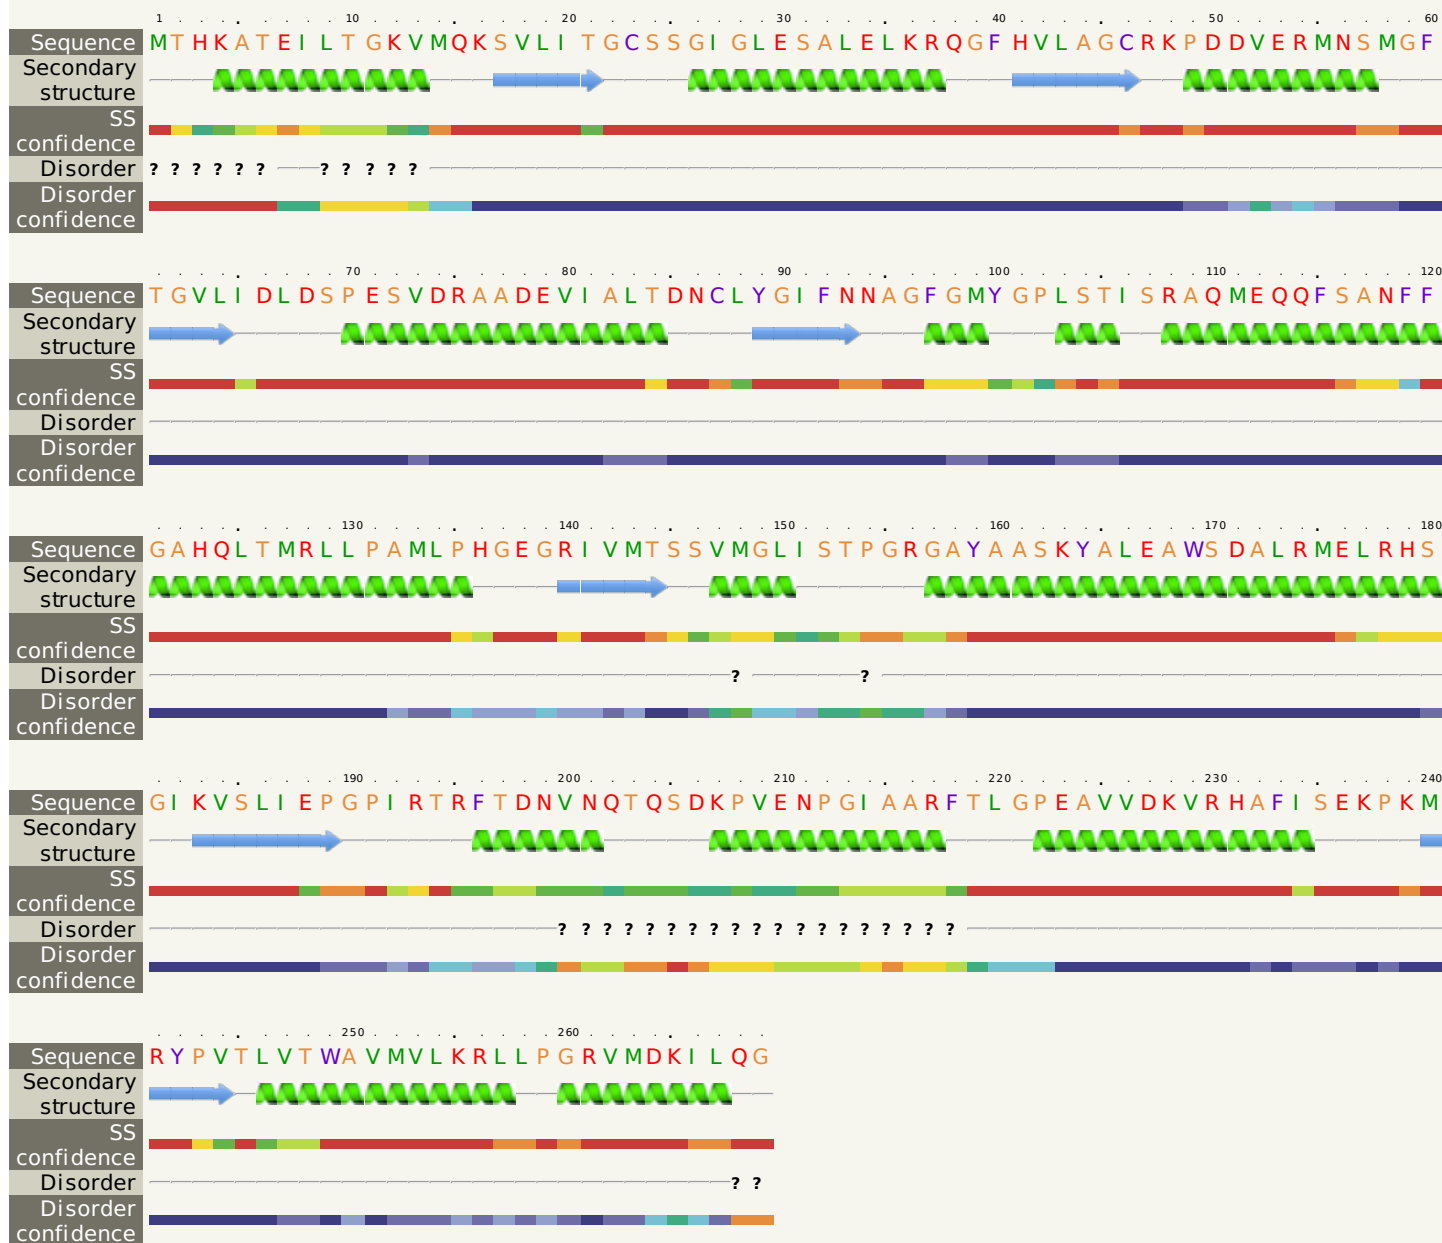 1 10 20 30 40 50 60
Sequence M T H K A T E I L T G K V M Q K S V L I T G C S S G I G L E S A L E L K R Q G F H V L A G C R K P D D V E R M N S M G F
Secondary
structure
SS
confidence
Disorder ? ? ? ? ? ? ? ? ? ? ?
Disorder
confidence
70 80 90 100 110 120
Sequence T G V L I D L D S P E S V D R A A D E V I A L T D N C L Y G I F N N A G F G M Y G P L S T I S R A Q M E Q Q F S A N F F
Secondary
structure
SS
confidence
Disorder
Disorder
confidence
130 140 150 160 170 180
Sequence G A H Q L T M R L L P A M L P H G E G R I V M T S S V M G L I S T P G R G A Y A A S K Y A L E A W S D A L R M E L R H S
Secondary
structure
SS
confidence
Disorder ? ?
Disorder
confidence
190 200 210 220 230 240
Sequence G I K V S L I E P G P I R T R F T D N V N Q T Q S D K P V E N P G I A A R F T L G P E A V V D K V R H A F I S E K P K M
Secondary
structure
SS
confidence
Disorder ? ? ? ? ? ? ? ? ? ? ? ? ? ? ? ? ? ? ?
Disorder
confidence
250 260
Sequence R Y P V T L V T W A V M V L K R L L P G R V M D K I L Q G
Secondary
structure
SS
confidence
Disorder ? ?
Disorder
confidence